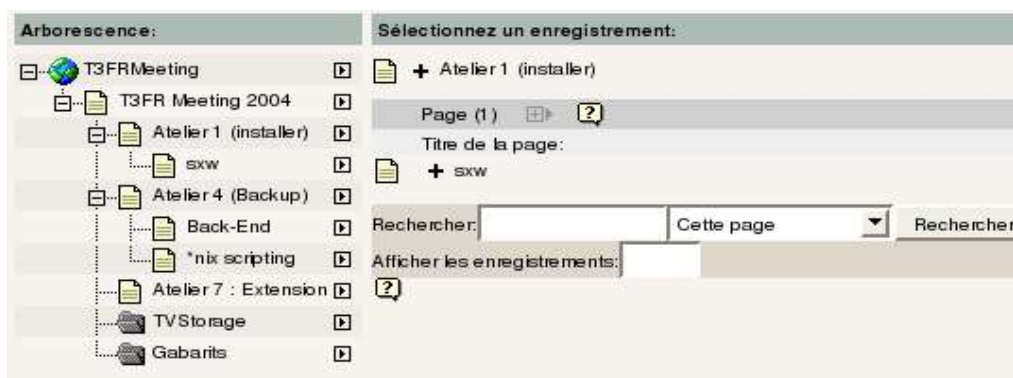 Arborescence:
T3FRMeeting
T3FR Meeting 2004
Atelier 1 (installer)
sxw
Atelier 4 (Backup)
Back-End
*nix scripting
Atelier 7 : Extension
TVStorage
Gabarits
Sélectionnez un enregistrement:
+ Atelier 1 (installer)
Page (1)
Titre de la page:
+ sxw
Rechercher: Cette page Rechercher
Afficher les enregistrements: